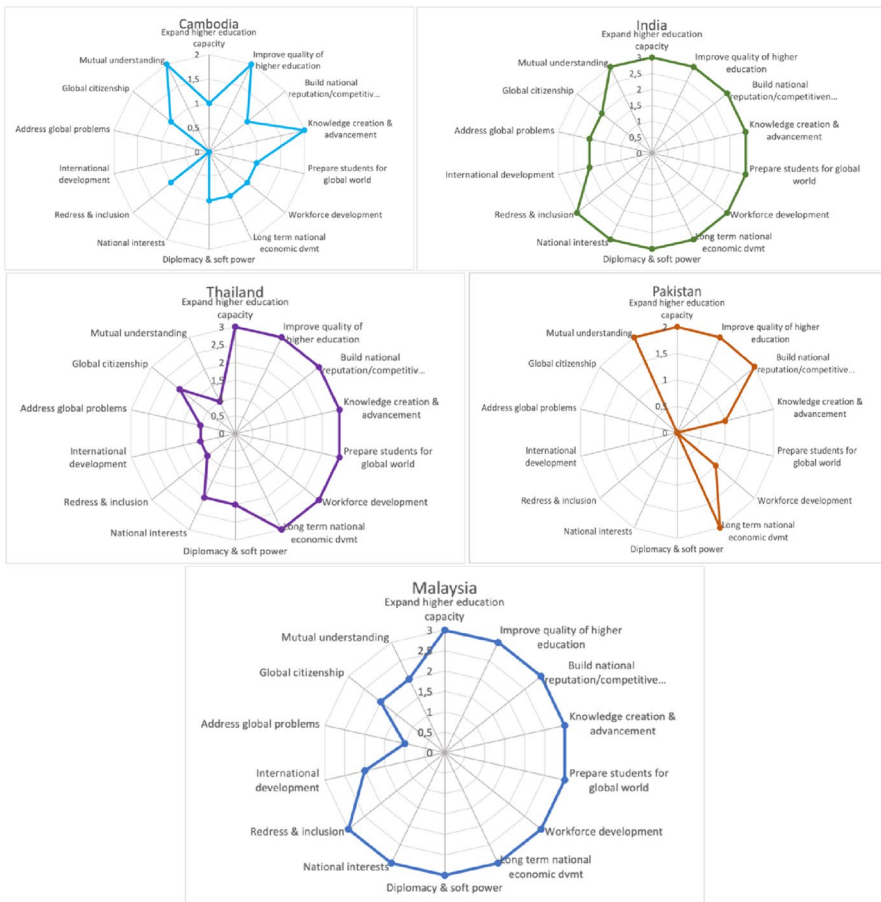 Cambodia
Expand higher education
capacity
Mutual understanding
Improve quality of
higher education
Global citizenship
Build national
reputation/competitiv...
Address global problems
Knowledge creation &
advancement
International
development
Prepare students for
global world
Redress & inclusion
Workforce development
National interests
Long term national
economic dvmt
Diplomacy & soft power
2
1,5
1
0,5
0
India
Expand higher education
capacity
Mutual understanding
Improve quality of higher
education
Global citizenship
Build national
reputation/competitiven...
Address global problems
Knowledge creation &
advancement
International development
Prepare students for global
world
Redress & inclusion
Workforce development
National interests
Long term national
economic dvmt
Diplomacy & soft power
3
2,5
2
1,5
1
0,5
0
Thailand
Expand higher education
capacity
Mutual understanding
Improve quality of
higher education
Global citizenship
Build national
reputation/competitiv...
Address global problems
Knowledge creation &
advancement
International
development
Prepare students for
global world
Redress & inclusion
Workforce development
National interests
Long term national
economic dvmt
Diplomacy & soft power
3
2,5
2
1,5
1
0,5
0
Pakistan
Expand higher education
capacity
Mutual understanding
Improve quality of higher
education
Global citizenship
Build national
reputation/competitive...
Address global problems
Knowledge creation &
advancement
International
development
Prepare students for
global world
Redress & inclusion
Workforce development
National interests
Long term national
economic dvmt
Diplomacy & soft power
2
1,5
1
0,5
0
Malaysia
Expand higher education
capacity
Mutual understanding
Improve quality of higher
education
Global citizenship
Build national
reputation/competitive...
Address global problems
Knowledge creation &
advancement
International
development
Prepare students for
global world
Redress & inclusion
Workforce development
National interests
Long term national
economic dvmt
Diplomacy & soft power
3
2,5
2
1,5
1
0,5
0